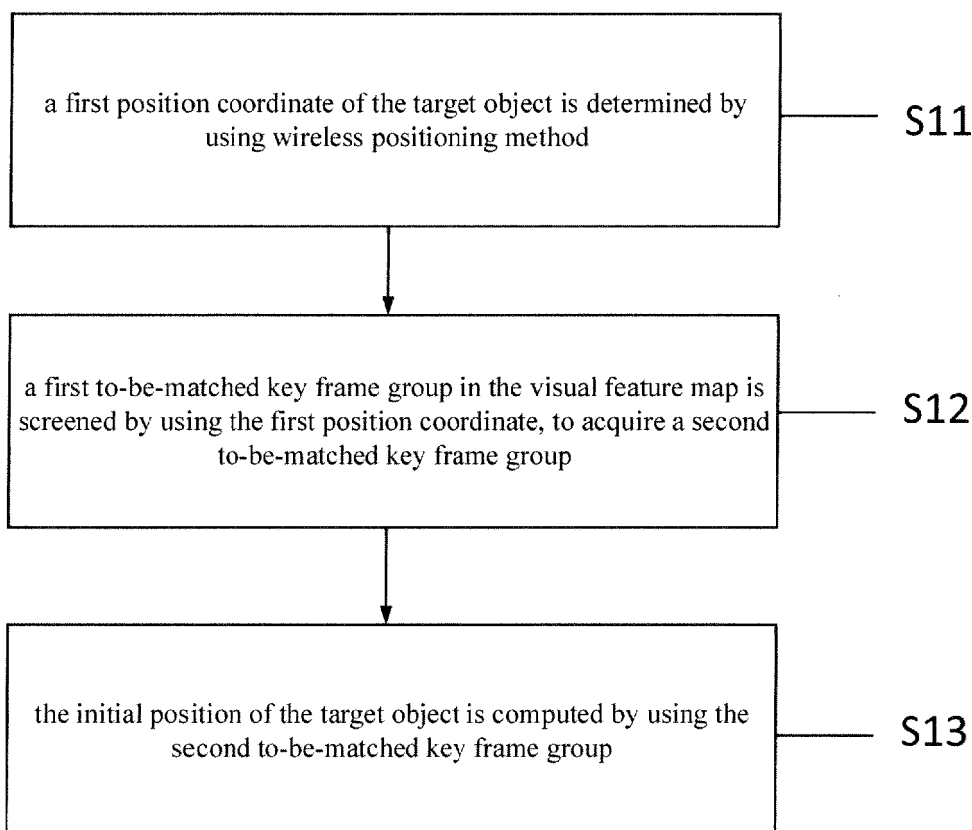 a first position coordinate of the target object is determined by
using wireless positioning method
S11
a first to-be-matched key frame group in the visual feature map is
screened by using the first position coordinate, to acquire a second
to-be-matched key frame group
S12
the initial position of the target object is computed by using the
second to-be-matched key frame group
S13